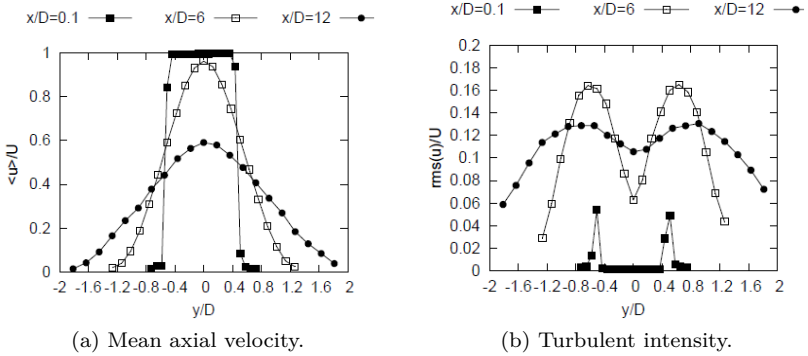 x/D=0.1 x/D=6 x/D=12
1
0.8
0.6
0.4
0.2
0
<u>/U
-2 -1.6 -1.2 -0.8 -0.4 0 0.4 0.8 1.2 1.6 2
y/D
(a) Mean axial velocity.
x/D=0.1 x/D=6 x/D=12
0.2
0.18
0.16
0.14
0.12
0.1
0.08
0.06
0.04
0.02
0
rms(u)/U
-2 -1.6 -1.2 -0.8 -0.4 0 0.4 0.8 1.2 1.6 2
y/D
(b) Turbulent intensity.